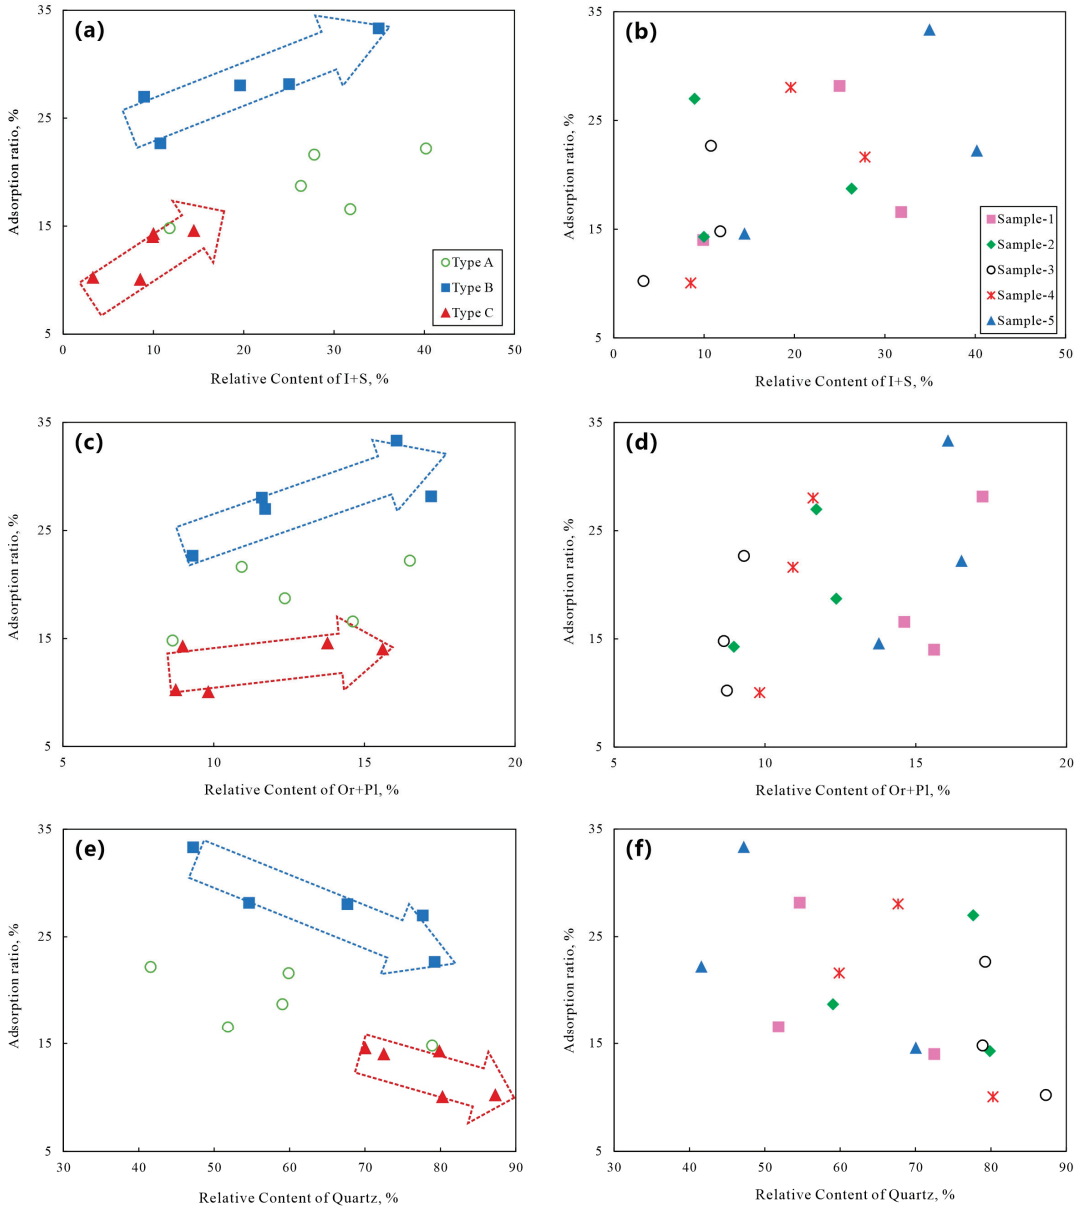 (a)
35
25
15
5
0
10
20
30
40
50
Adsorption ratio, %
Relative Content of I+S, %
Type A
Type B
Type C
(b)
35
25
15
5
0
10
20
30
40
50
Adsorption ratio, %
Relative Content of I+S, %
Sample-1
Sample-2
Sample-3
Sample-4
Sample-5
(c)
35
25
15
5
5
10
15
20
Adsorption ratio, %
Relative Content of Or+Pl, %
(d)
35
25
15
5
5
10
15
20
Adsorption ratio, %
Relative Content of Or+Pl, %
(e)
35
25
15
5
30
40
50
60
70
80
90
Adsorption ratio, %
Relative Content of Quartz, %
(f)
35
25
15
5
30
40
50
60
70
80
90
Adsorption ratio, %
Relative Content of Quartz, %